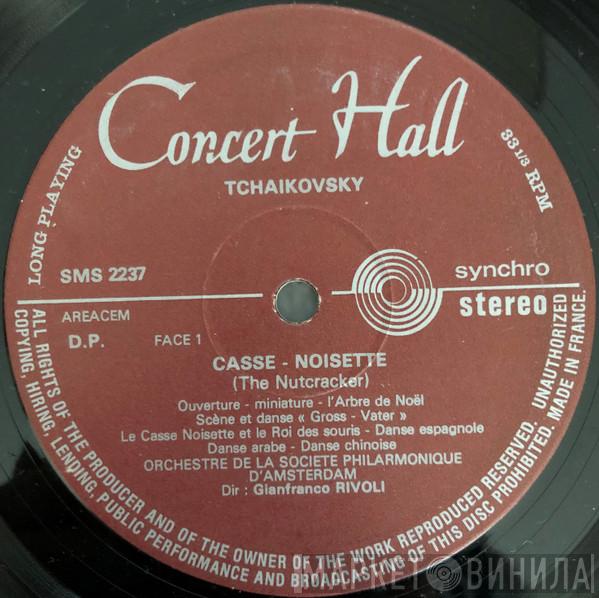 Concert Hall
TCHAIKOVSKY
LONG PLAYING
33 1/3 RPM
SMS 2237
synchro
stereo
AREACEM
D.P.
FACE 1
CASSE - NOISETTE
(The Nutcracker)
Ouverture - miniature - l'Arbre de Noël
Scène et danse « Gross - Vater »
Le Casse Noisette et le Roi des souris - Danse espagnole
Danse arabe - Danse chinoise
ORCHESTRE DE LA SOCIETE PHILARMONIQUE
D'AMSTERDAM
Dir : Gianfranco RIVOLI
ALL RIGHTS OF THE PRODUCER AND OF THE OWNER OF THE WORK REPRODUCED RESERVED. UNAUTHORIZED
COPYING, HIRING, LENDING, PUBLIC PERFORMANCE AND BROADCASTING OF THIS DISC PROHIBITED. MADE IN FRANCE.
МАРКЕТ ВИНИЛА